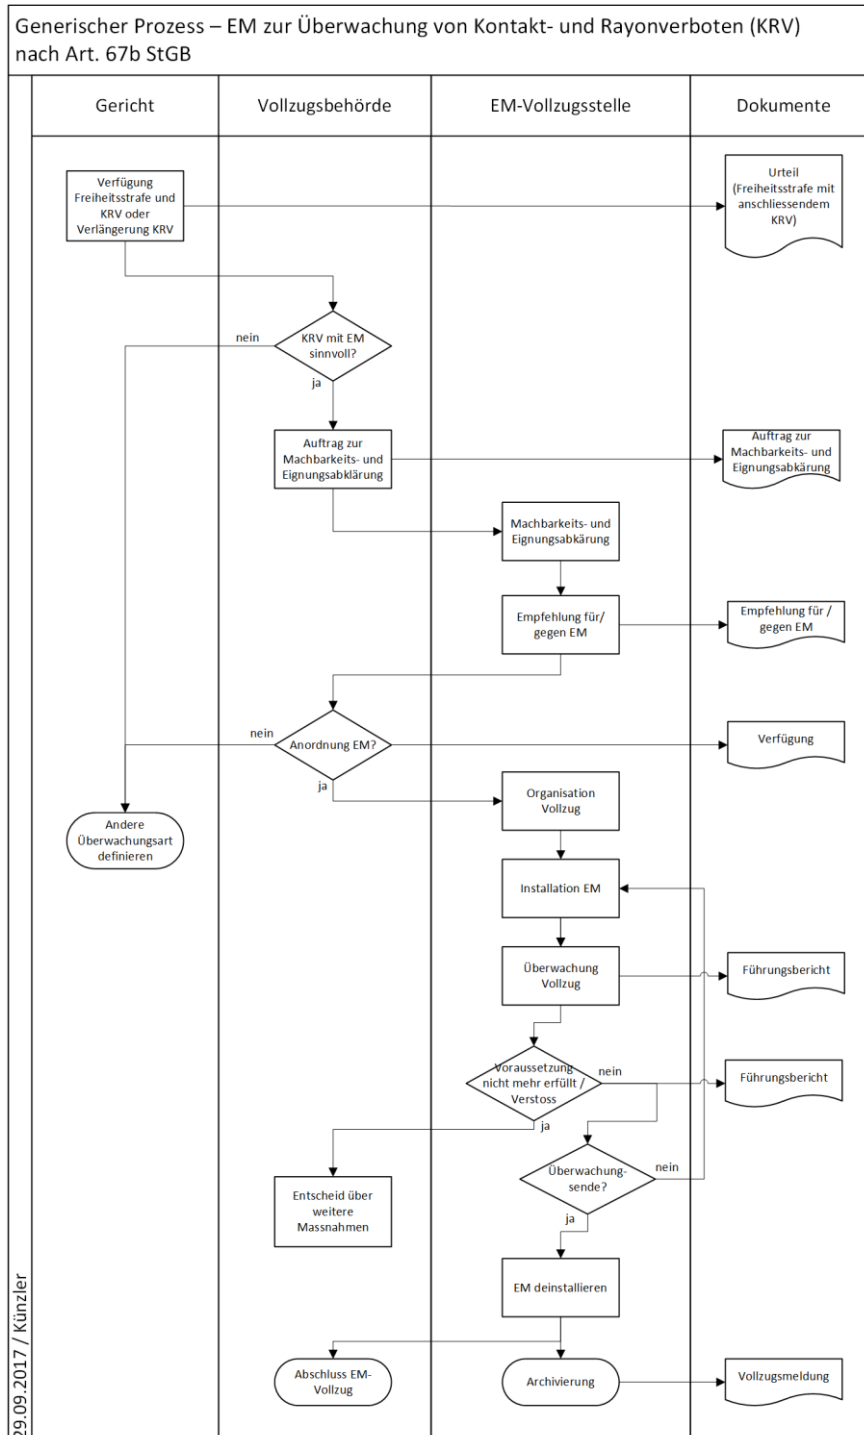 Generischer Prozess – EM zur Überwachung von Kontakt- und Rayonverboten (KRV)
nach Art. 67b StGB
Gericht
Vollzugsbehörde
EM-Vollzugsstelle
Dokumente
Verfügung
Freiheitsstrafe und
KRV oder
Verlängerung KRV
Urteil
(Freiheitsstrafe mit
anschliessendem
KRV)
nein
KRV mit EM
sinnvoll?
ja
Auftrag zur
Machbarkeits- und
Eignungsabklärung
Auftrag zur
Machbarkeits- und
Eignungsabkärung
Machbarkeits- und
Eignungsabkärung
Empfehlung für/
gegen EM
Empfehlung für /
gegen EM
nein
Anordnung EM?
ja
Verfügung
Organisation
Vollzug
Andere
Überwachungsart
definieren
Installation EM
Überwachung
Vollzug
Führungsbericht
Voraussetzung
nicht mehr erfüllt /
Verstoss
nein
ja
Führungsbericht
Überwachung-
sende?
nein
ja
Entscheid über
weitere
Massnahmen
EM deinstallieren
Abschluss EM-
Vollzug
Archivierung
Vollzugsmeldung
29.09.2017 / Künzler